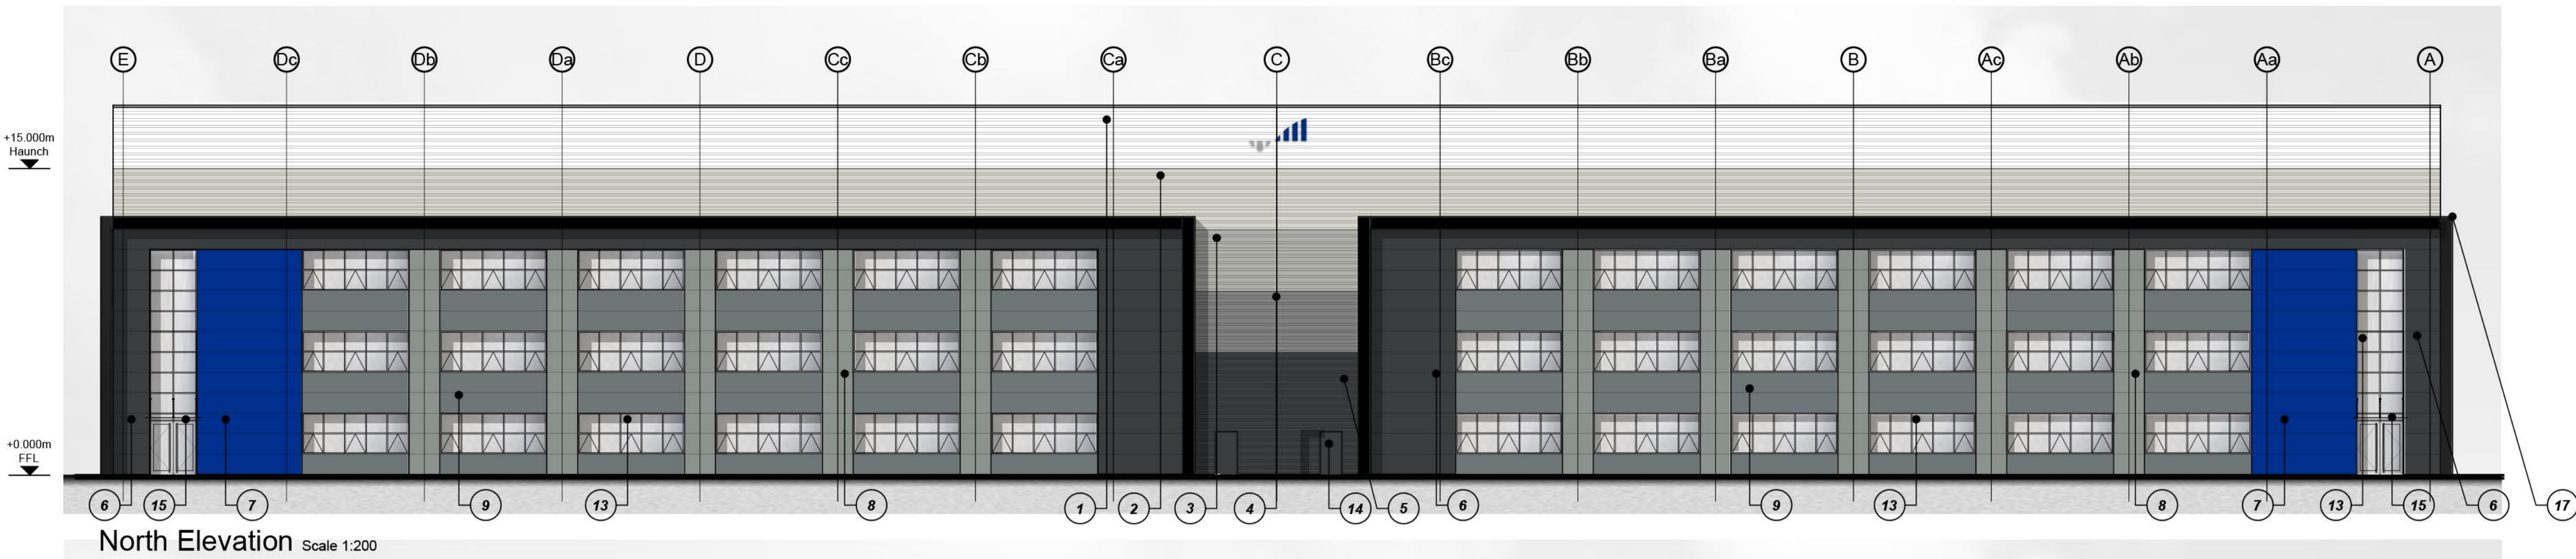 E Dc Db Da D Cc Cb Ca C Bc Bb Ba B Ac Ab Aa A
+15.000m
Haunch
+0.000m
FFL
6 15 7 9 13 8 1 2 3 4 14 5 6 9 13 8 7 13 15 6 17
North Elevation Scale 1:200